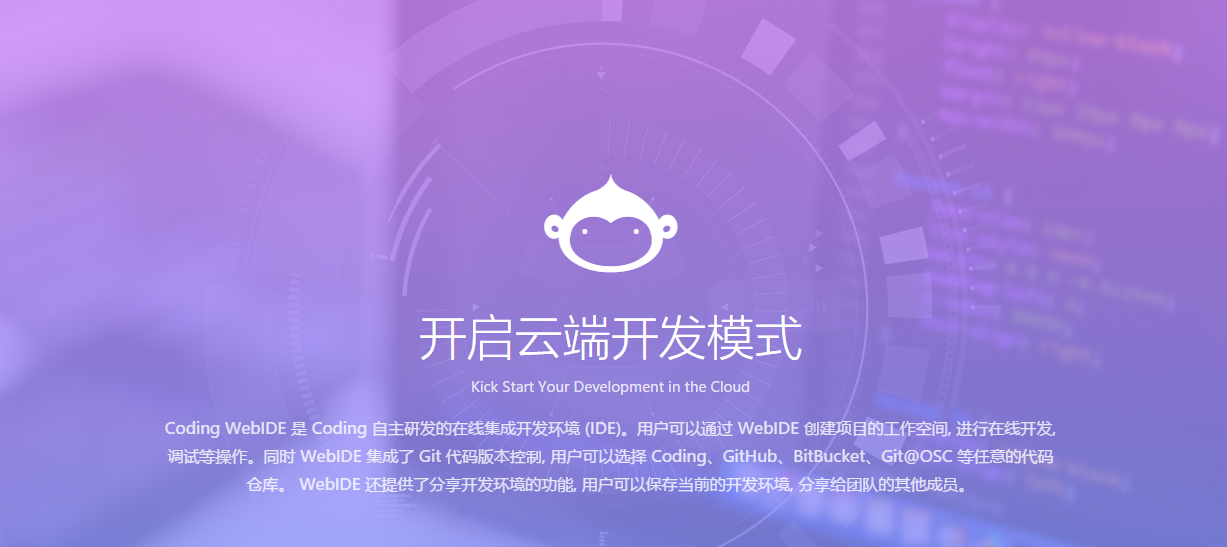 开启云端开发模式
Kick Start Your Development in the Cloud
Coding WebIDE 是 Coding 自主研发的在线集成开发环境 (IDE)。用户可以通过 WebIDE 创建项目的工作空间, 进行在线开发,
调试等操作。同时 WebIDE 集成了 Git 代码版本控制, 用户可以选择 Coding、GitHub、BitBucket、Git@OSC 等任意的代码
仓库。 WebIDE 还提供了分享开发环境的功能, 用户可以保存当前的开发环境, 分享给团队的其他成员。